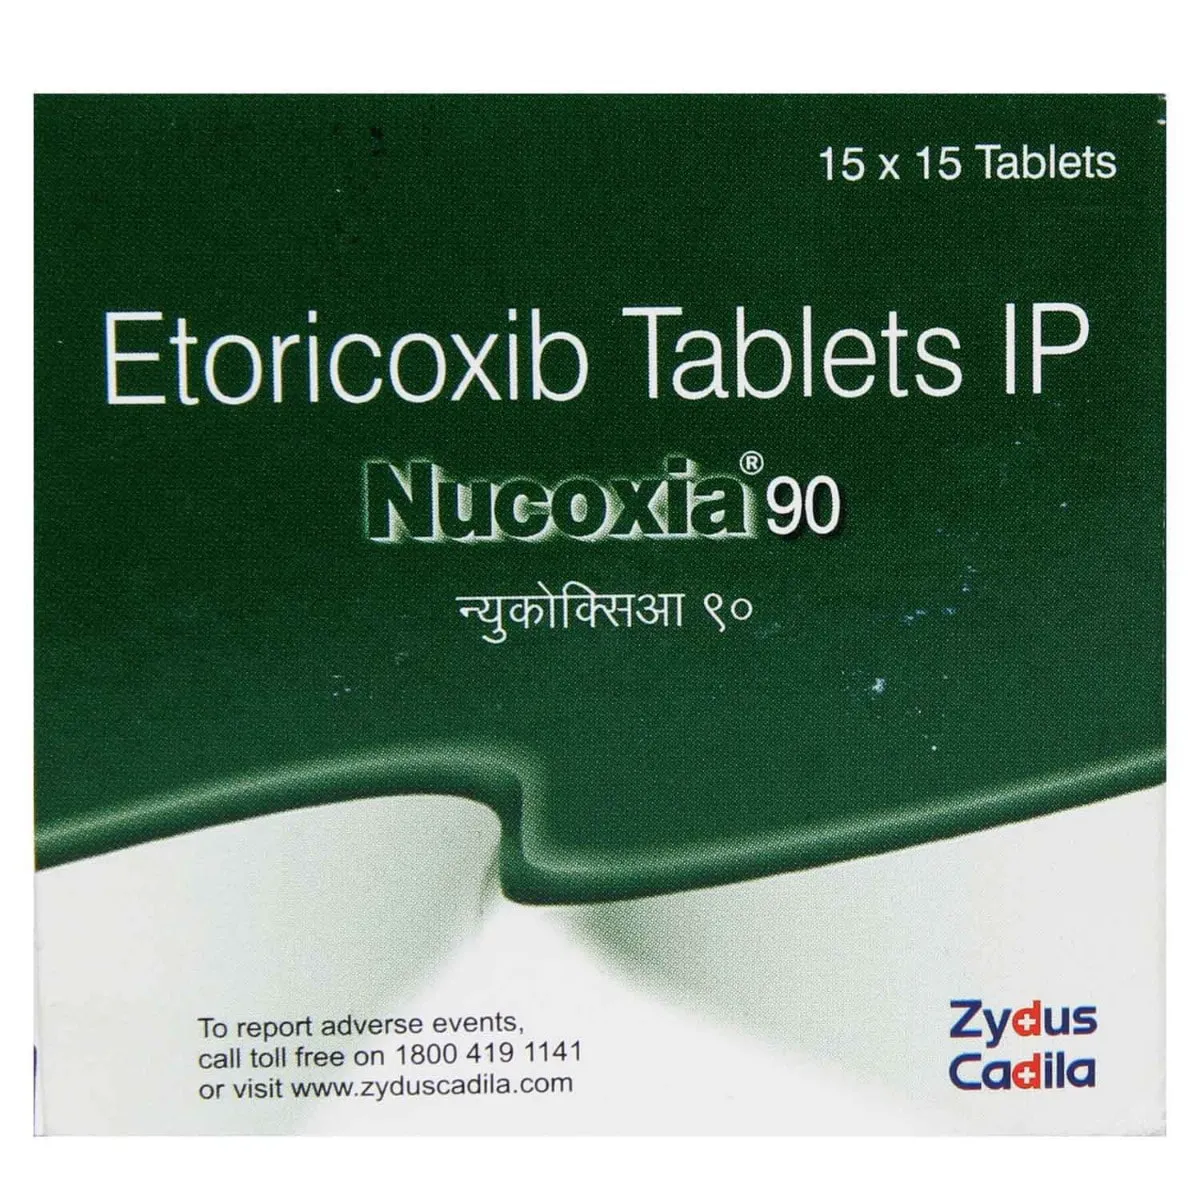 15 x 15 Tablets
Etoricoxib Tablets IP
Nucoxia® 90
न्युकोक्सिआ ९०
To report adverse events,
call toll free on 1800 419 1141
or visit www.zyduscadila.com
Zydus
Cadila